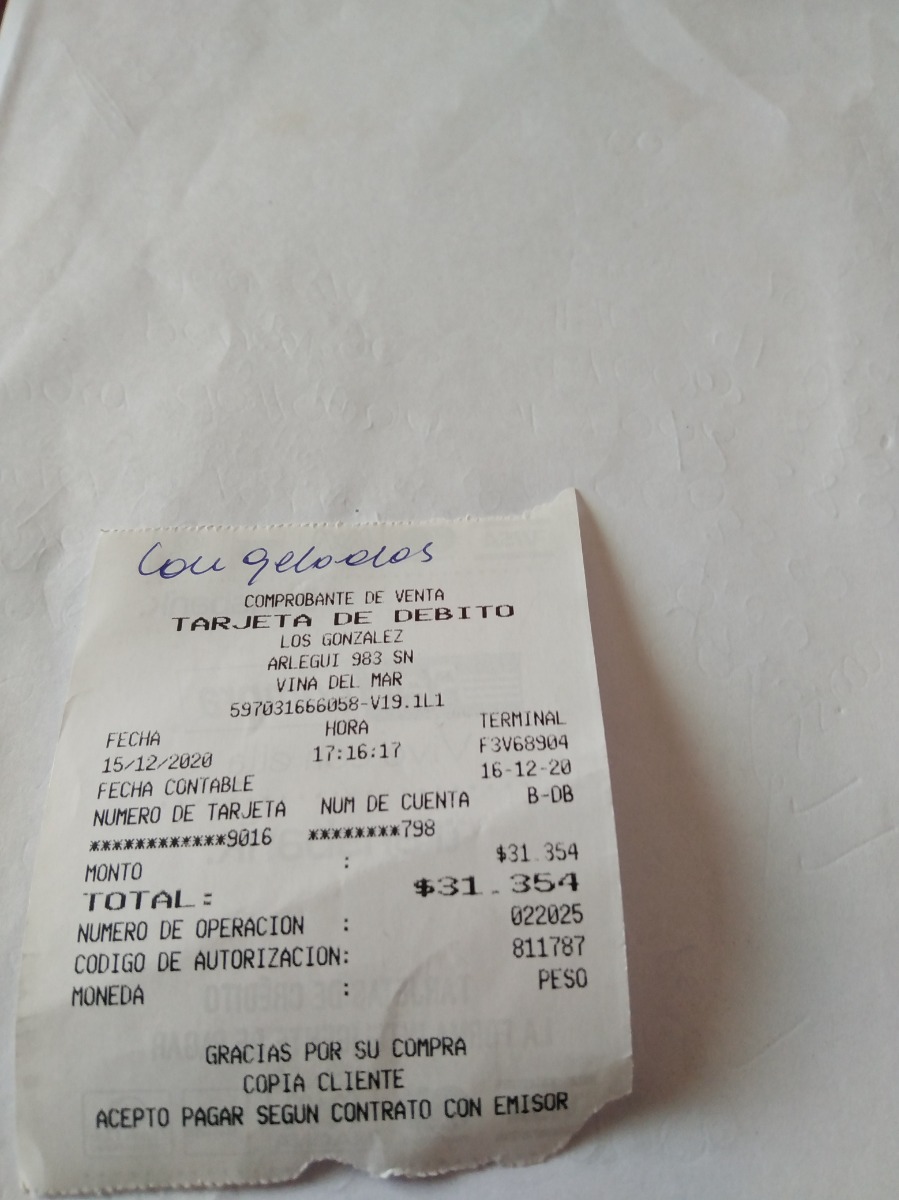 Congelados
COMPROBANTE DE VENTA
TARJETA DE DEBITO
LOS GONZALEZ
ARLEGUI 983 SN
VINA DEL MAR
597031666058-V19.1L1
FECHA HORA TERMINAL
15/12/2020 17:16:17 F3V68904
FECHA CONTABLE 16-12-20
NUMERO DE TARJETA NUM DE CUENTA B-DB
************9016 ********798
MONTO : $31.354
TOTAL: $31.354
NUMERO DE OPERACION : 022025
CODIGO DE AUTORIZACION: 811787
MONEDA : PESO
GRACIAS POR SU COMPRA
COPIA CLIENTE
ACEPTO PAGAR SEGUN CONTRATO CON EMISOR